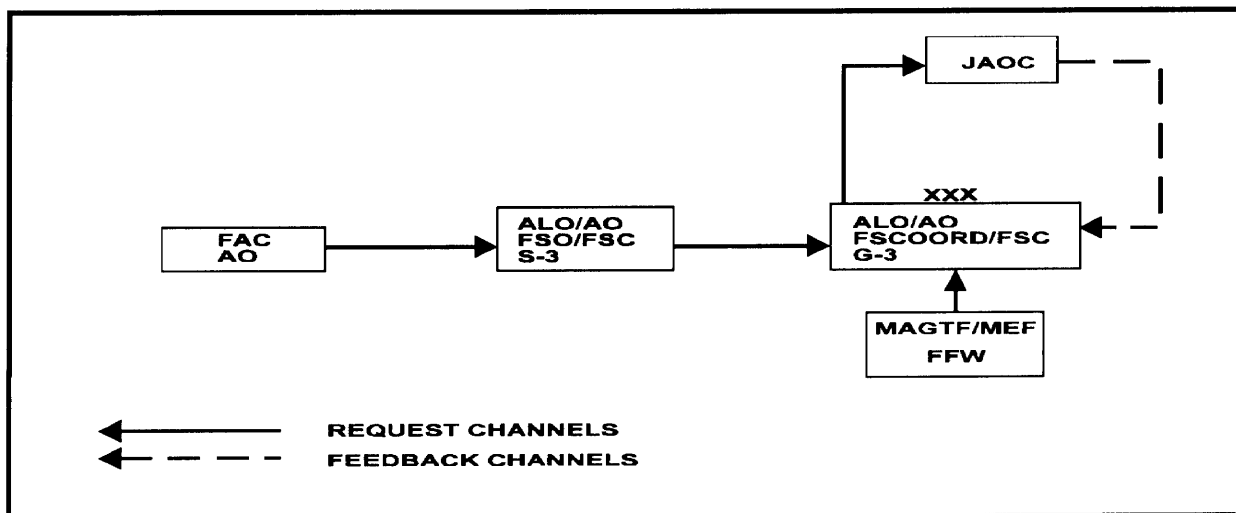 JAOC
XXX
FAC
AO
ALO/AO
FSO/FSC
S-3
ALO/AO
FSCOORD/FSC
G-3
MAGTF/MEF
FFW
REQUEST CHANNELS
FEEDBACK CHANNELS